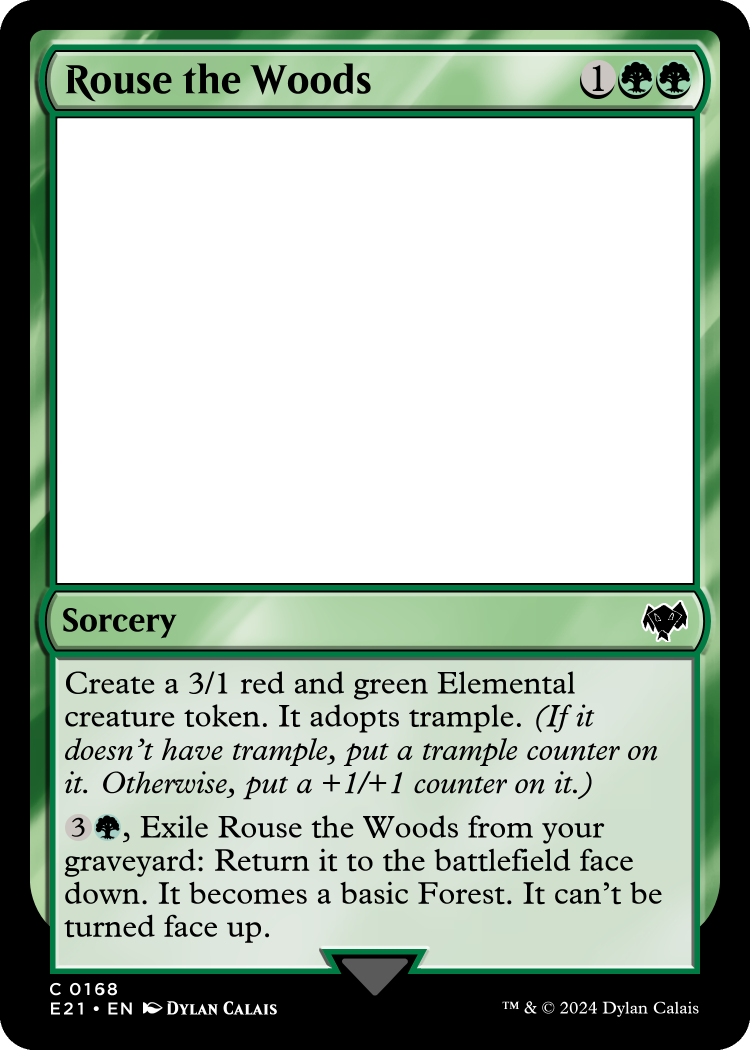 Rouse the Woods 1
Sorcery
Create a 3/1 red and green Elemental
creature token. It adopts trample. (If it
doesn't have trample, put a trample counter on
it. Otherwise, put a +1/+1 counter on it.)
3, Exile Rouse the Woods from your
graveyard: Return it to the battlefield face
down. It becomes a basic Forest. It can't be
turned face up.
C 0168
E21 • EN Dylan Calais
™ & © 2024 Dylan Calais